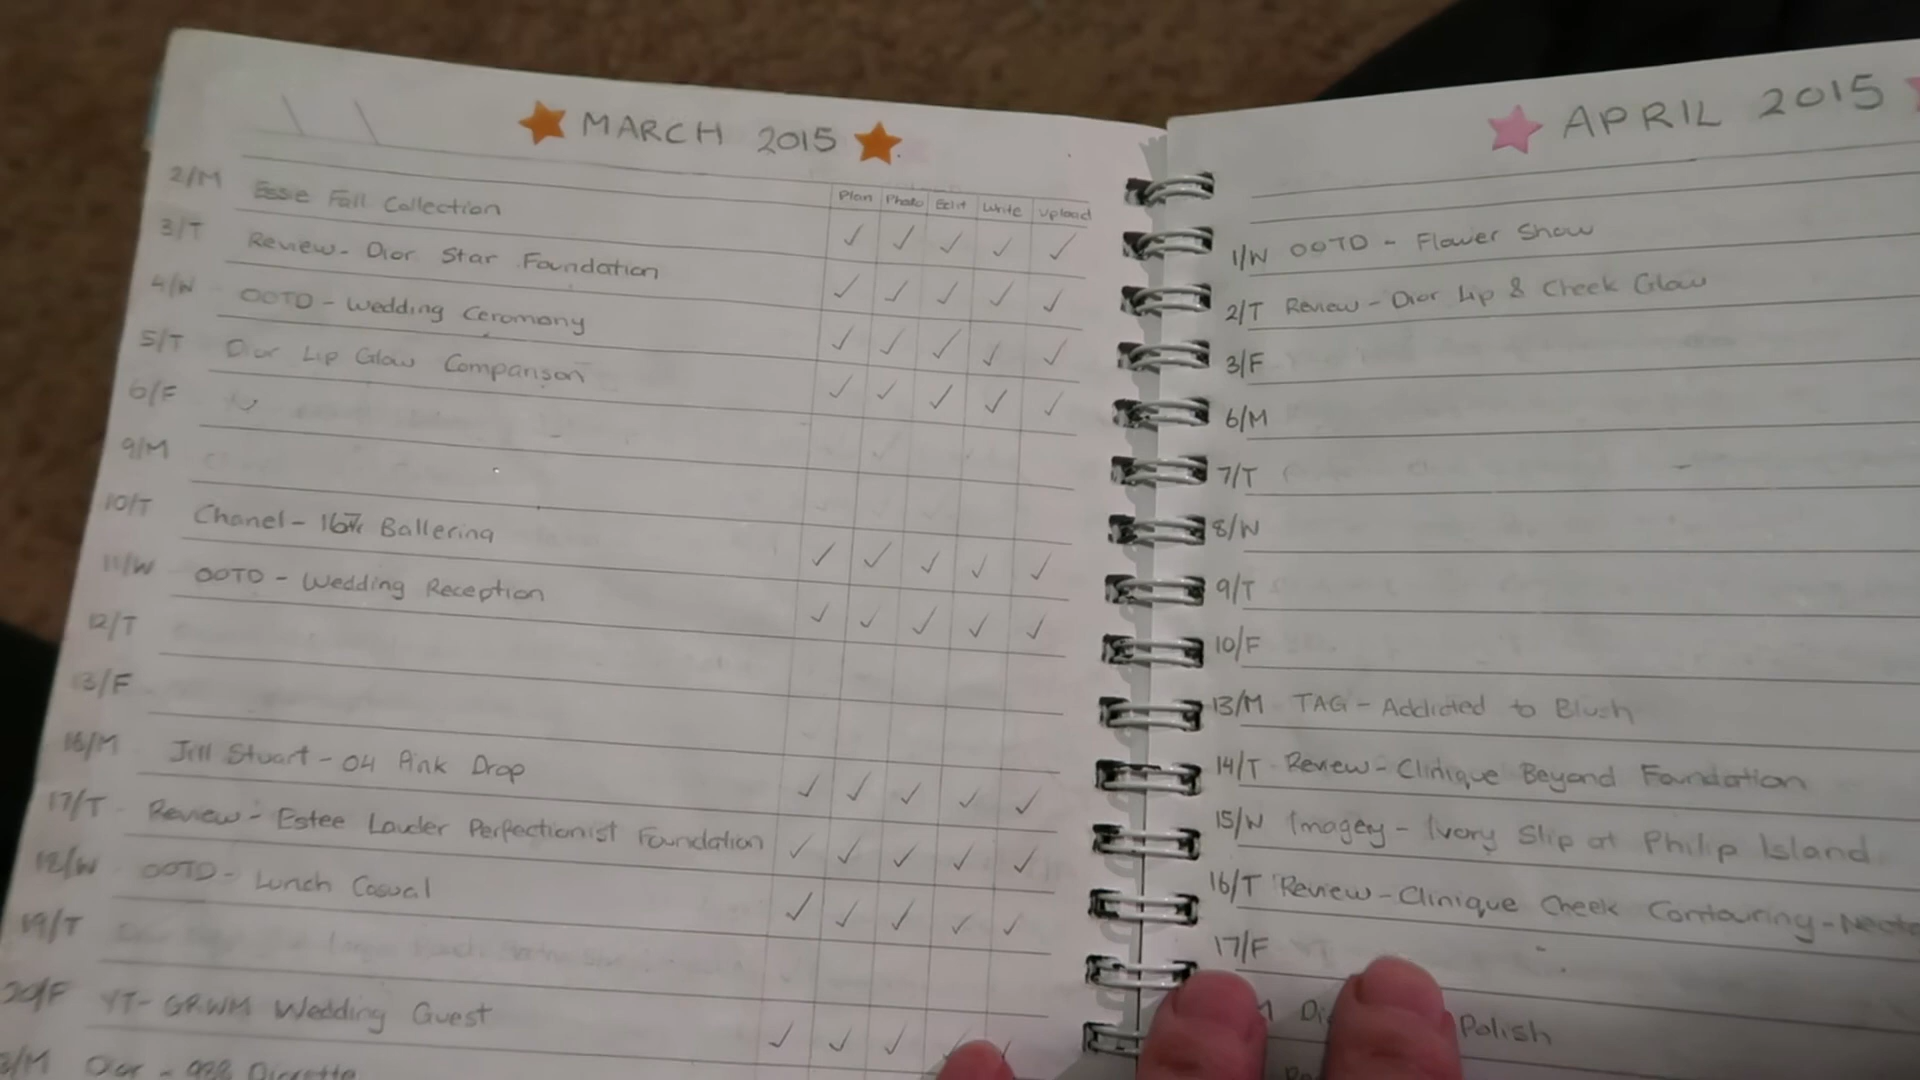 MARCH 2015
Plan Photo Edit Write Upload
2/M Essie Fall Collection
3/T Review- Dior Star Foundation
4/W OOTD - Wedding Ceremony
5/T Dior Lip Glow Comparison
6/F
9/M
10/T Chanel- 167 Ballerina
11/W OOTD - Wedding Reception
12/T
13/F
16/M Jill Stuart - 04 Pink Drop
17/T Review- Estee Lauder Perfectionist Foundation
18/W OOTD- Lunch Casual
19/T
20/F YT- GRWM Wedding Guest
/M Dior -
APRIL 2015
1/W OOTD - Flower Show
2/T Review - Dior Lip & Cheek Glow
3/F
6/M
7/T
8/W
9/T
10/F
13/M TAG - Addicted to Blush
14/T Review - Clinique Beyond Foundation
15/W Imagery - Ivory Slip at Philip Island
16/T Review - Clinique Cheek Contouring -
17/F
Polish